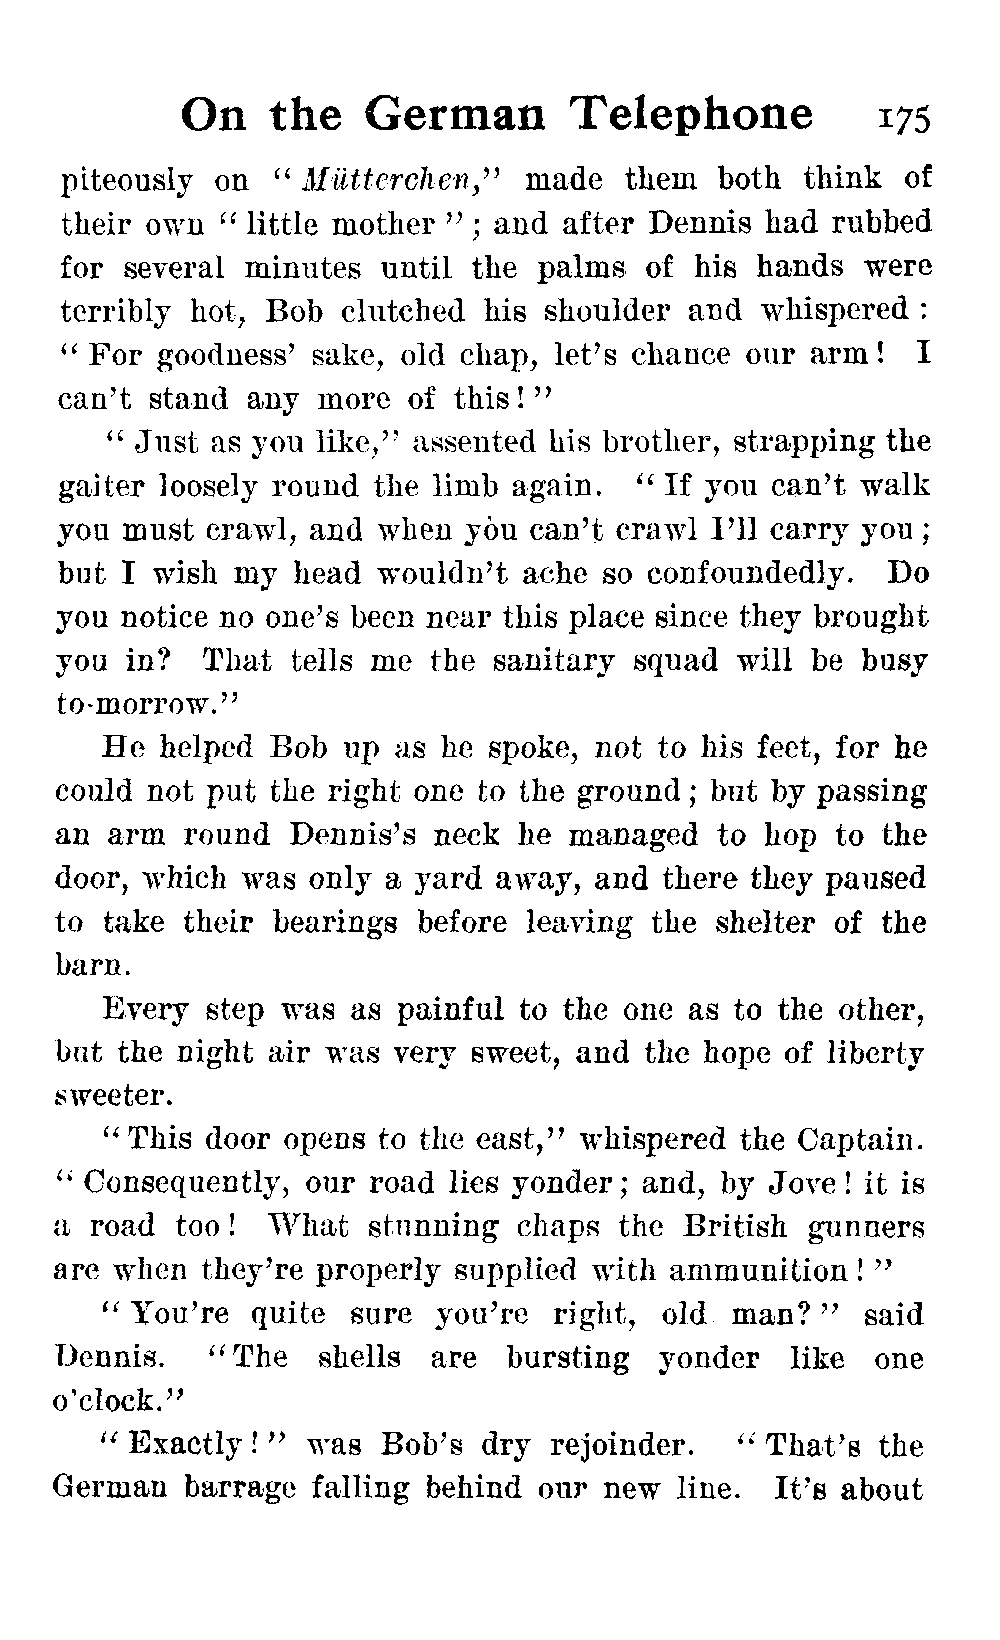 On the German Telephone 175
piteously on " Mütterchen," made them both think of
their own " little mother " ; and after Dennis had rubbed
for several minutes until the palms of his hands were
terribly hot, Bob clutched his shoulder and whispered :
" For goodness' sake, old chap, let's chance our arm ! I
can't stand any more of this ! "
" Just as you like," assented his brother, strapping the
gaiter loosely round the limb again. " If you can't walk
you must crawl, and when you can't crawl I'll carry you ;
but I wish my head wouldn't ache so confoundedly. Do
you notice no one's been near this place since they brought
you in? That tells me the sanitary squad will be busy
to-morrow."
He helped Bob up as he spoke, not to his feet, for he
could not put the right one to the ground ; but by passing
an arm round Dennis's neck he managed to hop to the
door, which was only a yard away, and there they paused
to take their bearings before leaving the shelter of the
barn.
Every step was as painful to the one as to the other,
but the night air was very sweet, and the hope of liberty
sweeter.
" This door opens to the east," whispered the Captain.
" Consequently, our road lies yonder ; and, by Jove ! it is
a road too ! What stunning chaps the British gunners
are when they're properly supplied with ammunition ! "
" You're quite sure you're right, old man? " said
Dennis. " The shells are bursting yonder like one
o'clock."
" Exactly ! " was Bob's dry rejoinder. " That's the
German barrage falling behind our new line. It's about